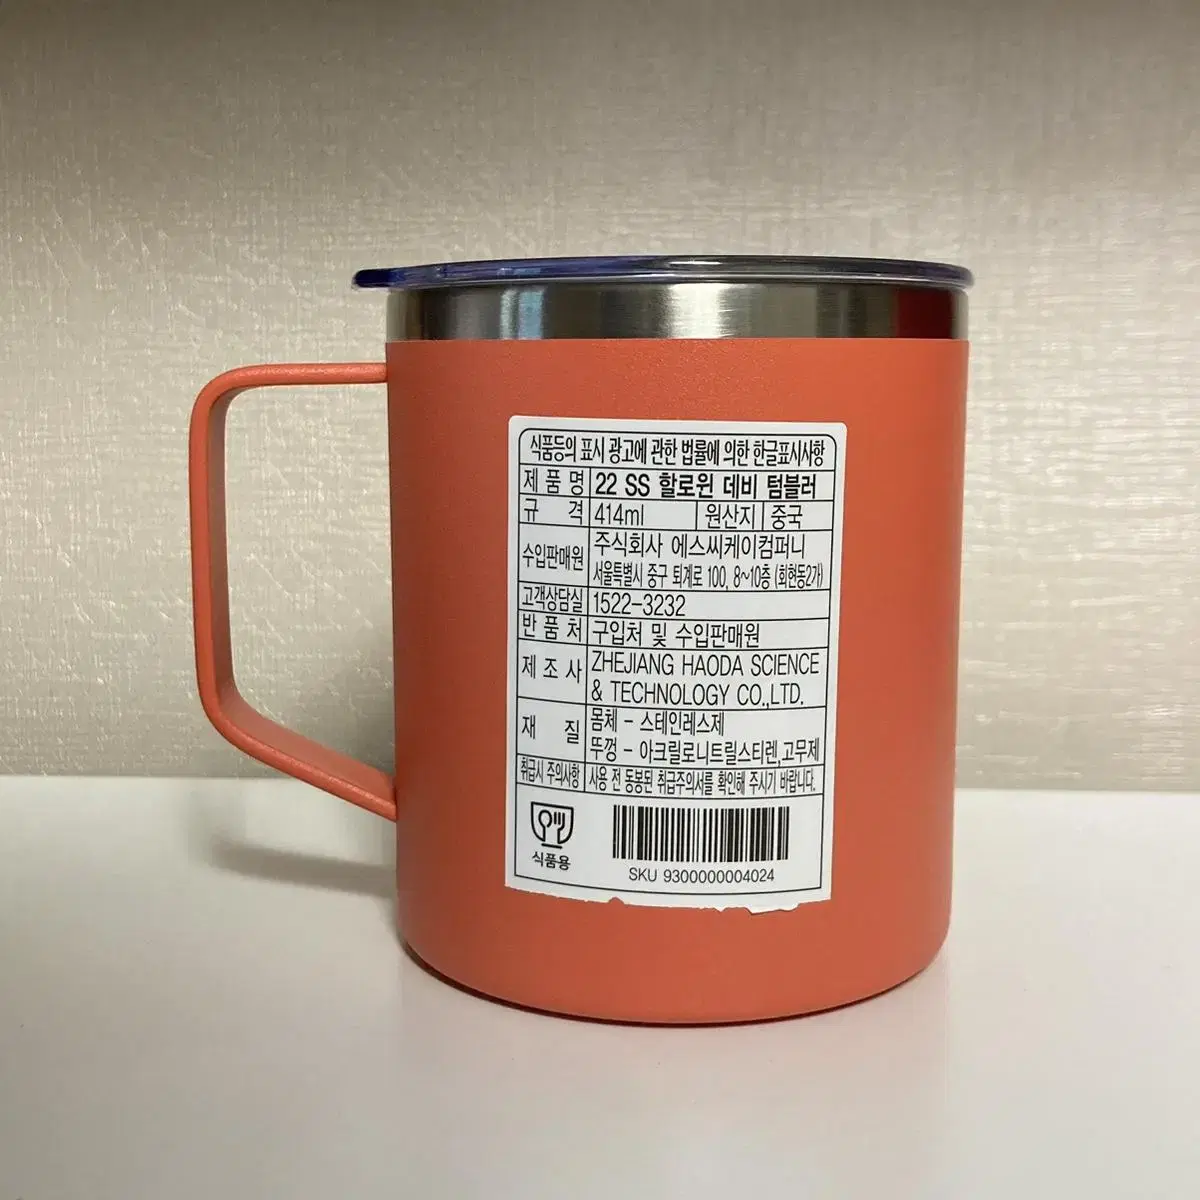 식품등의 표시 광고에 관한 법률에 의한 한글표시사항
제 품 명 22 SS 할로윈 데비 텀블러
규 격 414ml 원산지 중국
수입판매원 주식회사 에스씨케이컴퍼니
서울특별시 중구 퇴계로 100, 8~10층 (회현동2가)
고객상담실 1522-3232
반 품 처 구입처 및 수입판매원
제 조 사 ZHEJIANG HAODA SCIENCE
& TECHNOLOGY CO.,LTD.
재 질 몸체 - 스테인레스제
뚜껑 - 아크릴로니트릴스티렌,고무제
취급시 주의사항 사용 전 동봉된 취급주의서를 확인해 주시기 바랍니다.
식품용
SKU 9300000004024